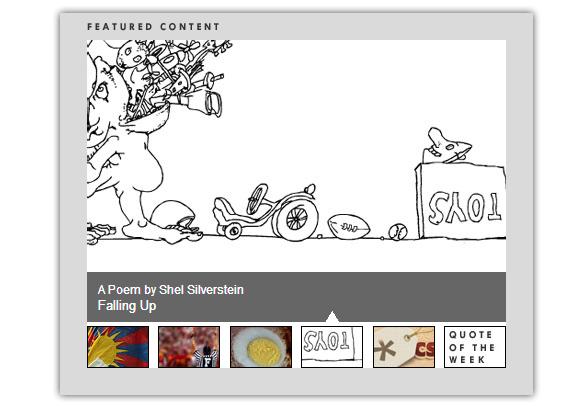 FEATURED CONTENT
TOYS
A Poem by Shel Silverstein
Falling Up
TOYS
F
CS
QUOTE
OF THE
WEEK